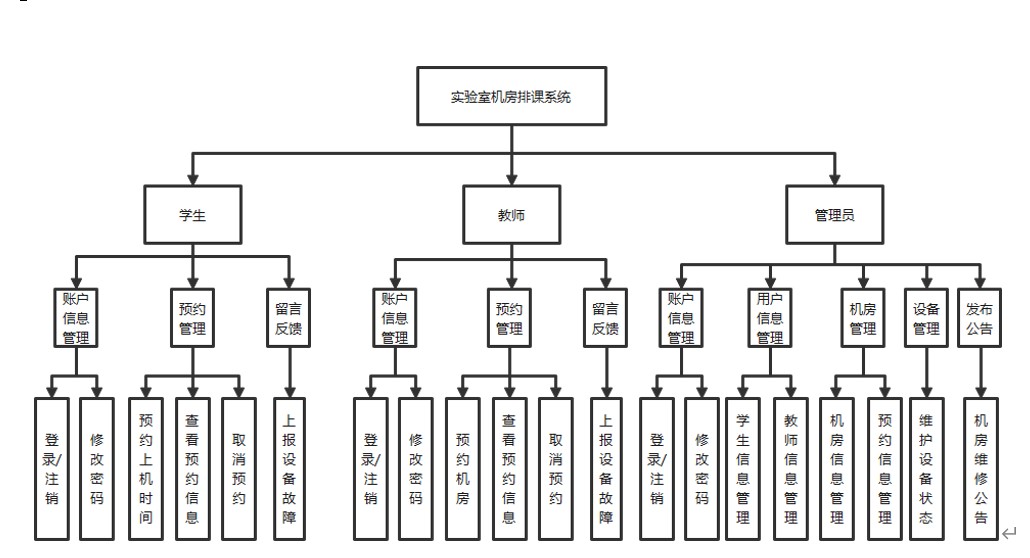 实验室机房排课系统
学生
教师
管理员
账户
信息
管理
预约
管理
留言
反馈
账户
信息
管理
预约
管理
留言
反馈
账户
信息
管理
用户
信息
管理
机房
管理
设备
管理
发布
公告
登录/注销
修改密码
预约上机时间
查看预约信息
取消预约
上报设备故障
登录/注销
修改密码
预约机房
查看预约信息
取消预约
上报设备故障
登录/注销
修改密码
学生信息管理
教师信息管理
机房信息管理
预约信息管理
维护设备状态
机房维修公告